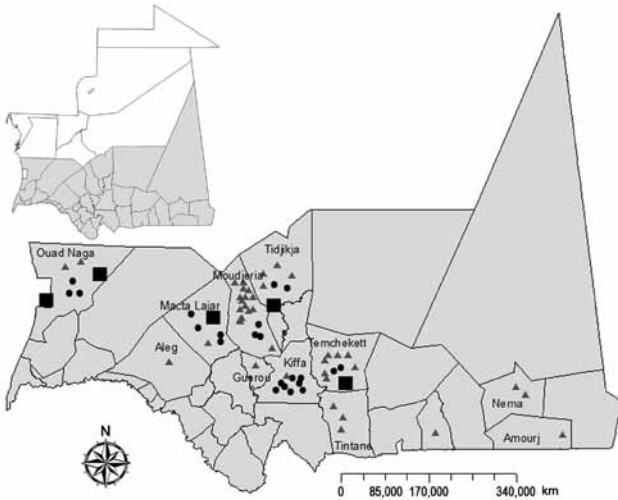 Ouad Naga
Tidjikja
Moudjeria
Macta Lajar
Aleg
Guerou
Kiffa
Temchekett
Tintane
Nema
Amourj
N
0 85,000 170,000 340,000 km